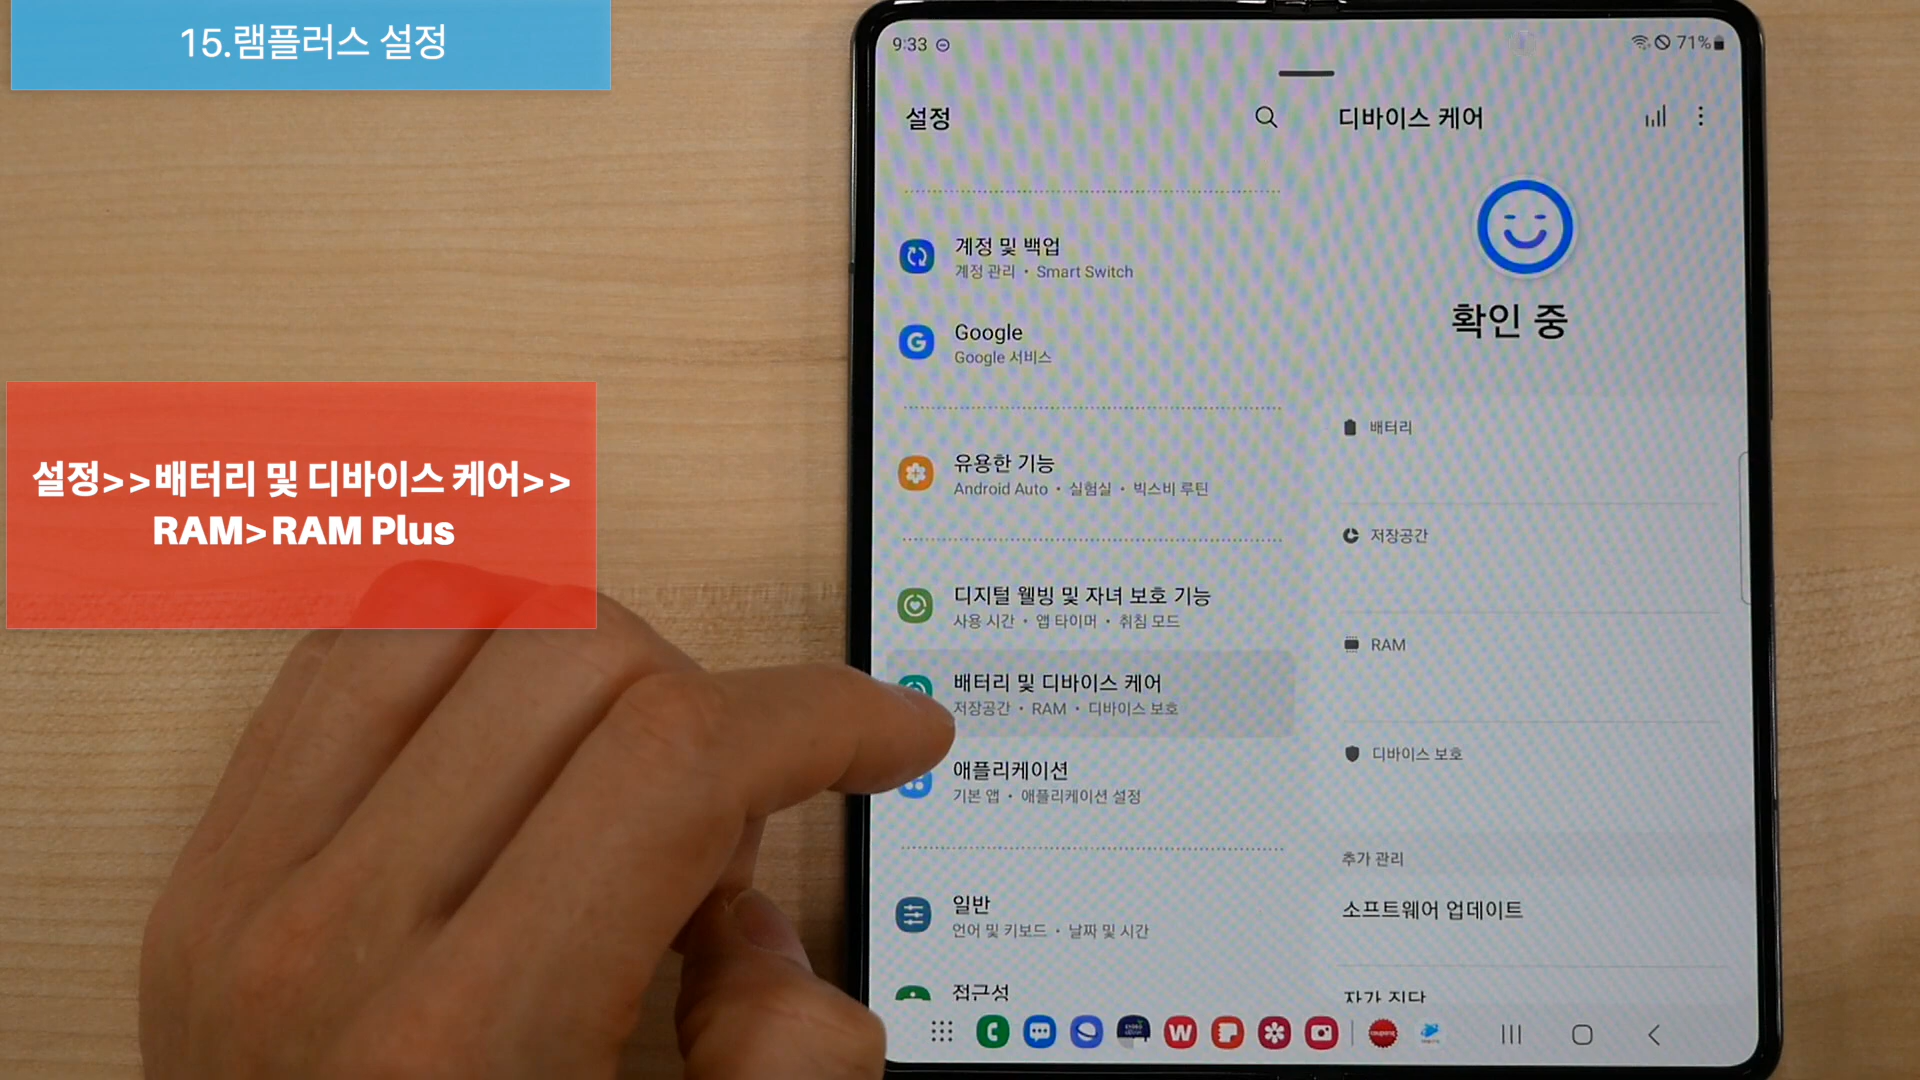 15.램플러스 설정
설정>>배터리 및 디바이스 케어>>
RAM>RAM Plus
9:33
71%
설정
계정 및 백업
계정 관리 • Smart Switch
Google
Google 서비스
유용한 기능
Android Auto • 실험실 • 빅스비 루틴
디지털 웰빙 및 자녀 보호 기능
사용 시간 • 앱 타이머 • 취침 모드
배터리 및 디바이스 케어
저장공간 • RAM • 디바이스 보호
애플리케이션
기본 앱 • 애플리케이션 설정
일반
언어 및 키보드 • 날짜 및 시간
접근성
디바이스 케어
확인 중
배터리
저장공간
RAM
디바이스 보호
추가 관리
소프트웨어 업데이트
자가 진단
coupang